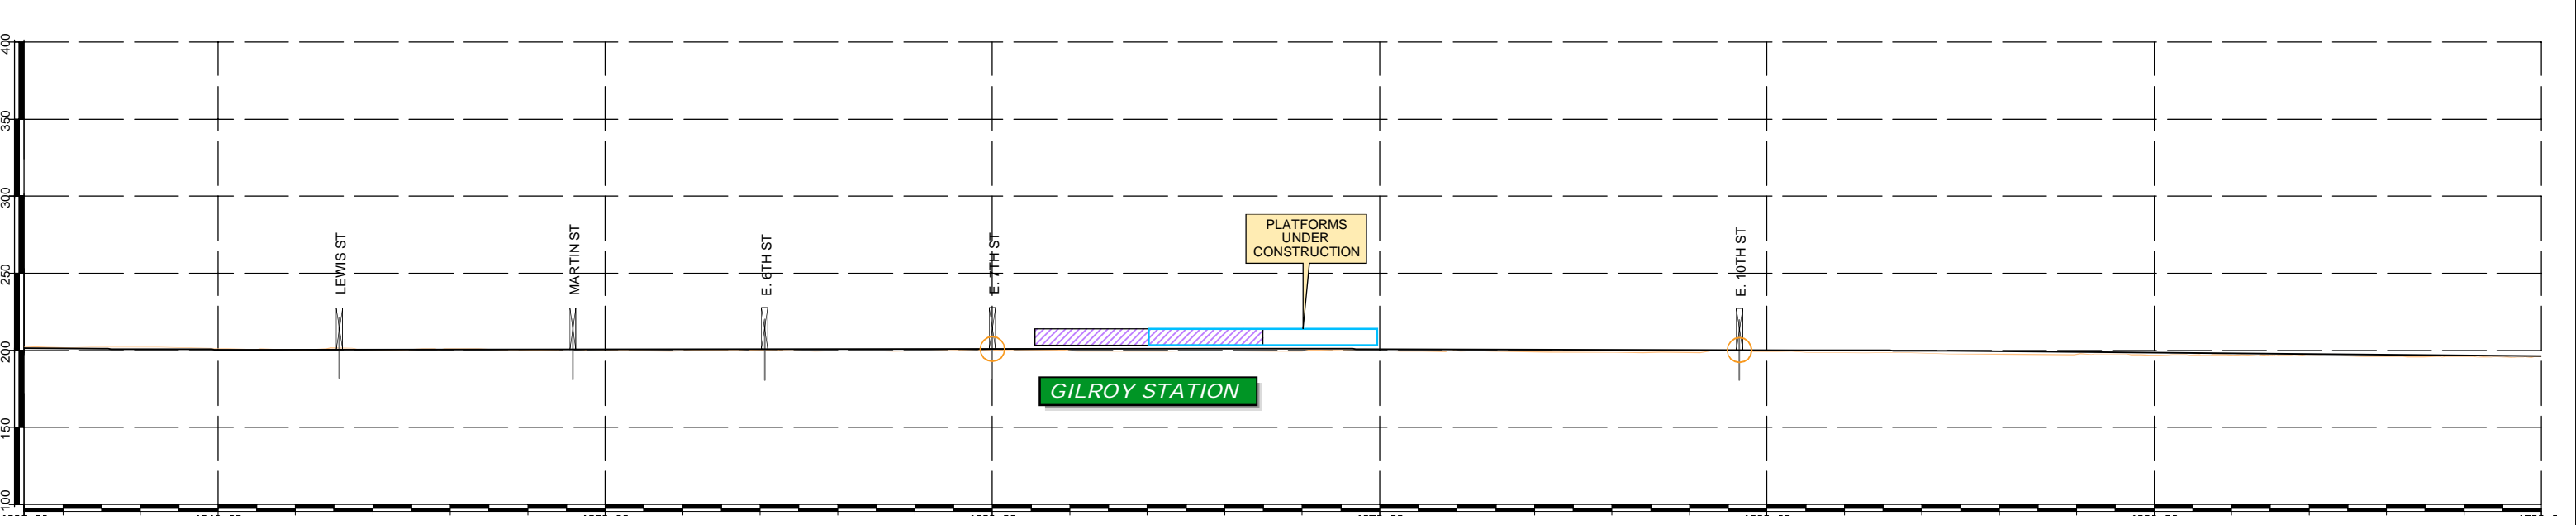 400
350
300
250
200
150
100
LEWIS ST
MARTIN ST
E. 6TH ST
E. 7TH ST
PLATFORMS
UNDER
CONSTRUCTION
E. 10TH ST
GILROY STATION